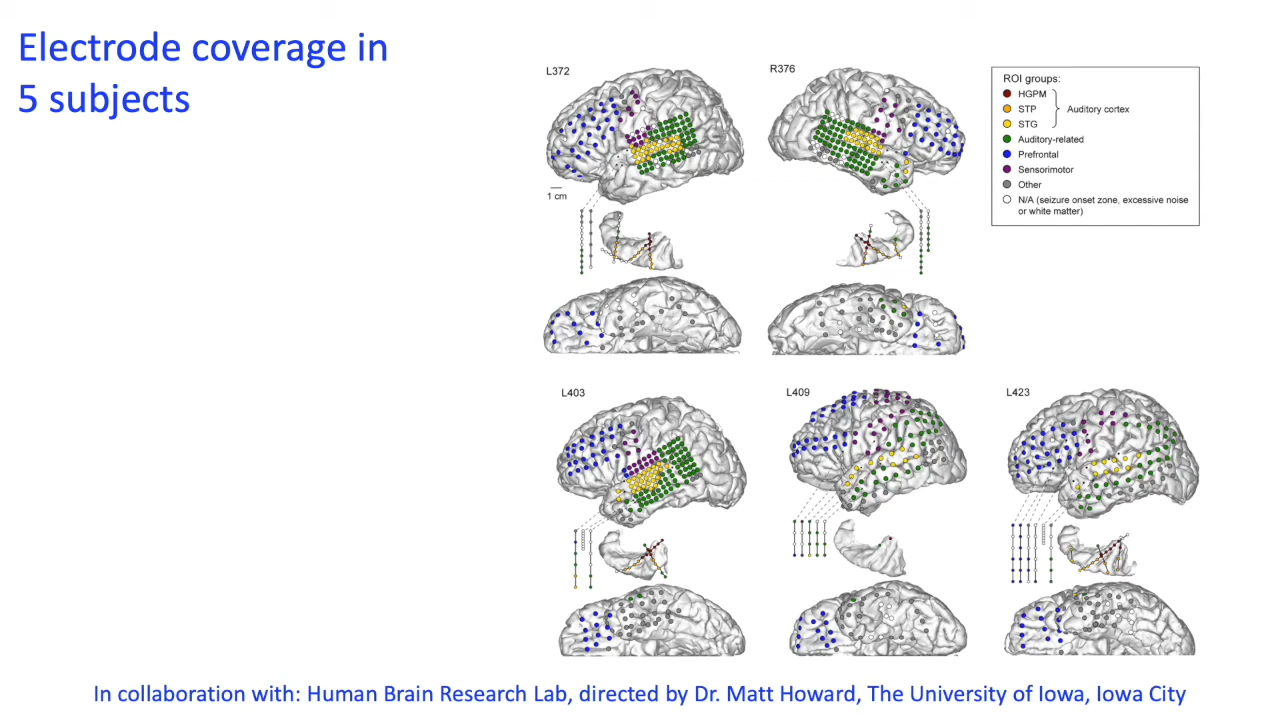 Electrode coverage in
5 subjects
L372
R376
1 cm
ROI groups:
HGPM
STP
STG
Auditory cortex
Auditory-related
Prefrontal
Sensorimotor
Other
N/A (seizure onset zone, excessive noise
or white matter)
L403
L409
L423
In collaboration with: Human Brain Research Lab, directed by Dr. Matt Howard, The University of Iowa, Iowa City